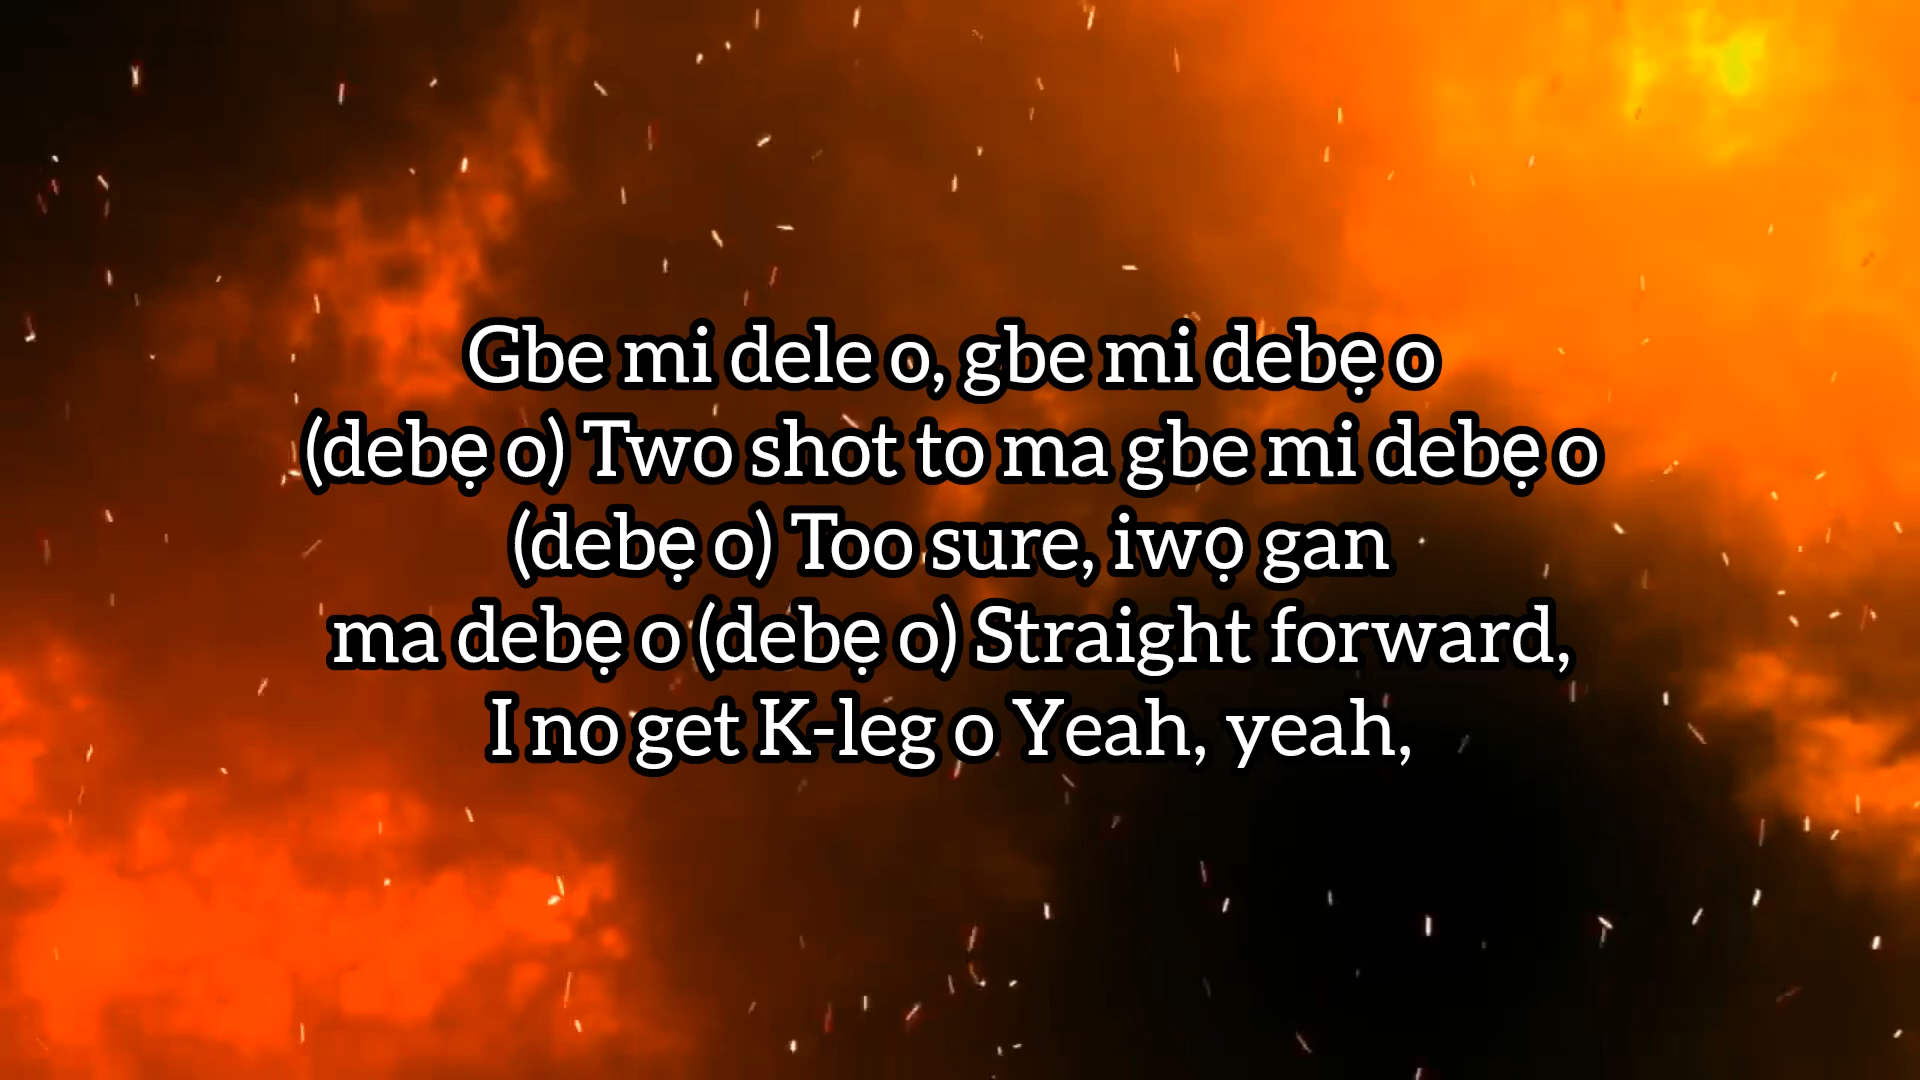 Gbe mi dele o, gbe mi debẹ o
(debẹ o) Two shot to ma gbe mi debẹ o
(debẹ o) Too sure, iwọ gan
ma debẹ o (debẹ o) Straight forward,
I no get K-leg o Yeah, yeah,